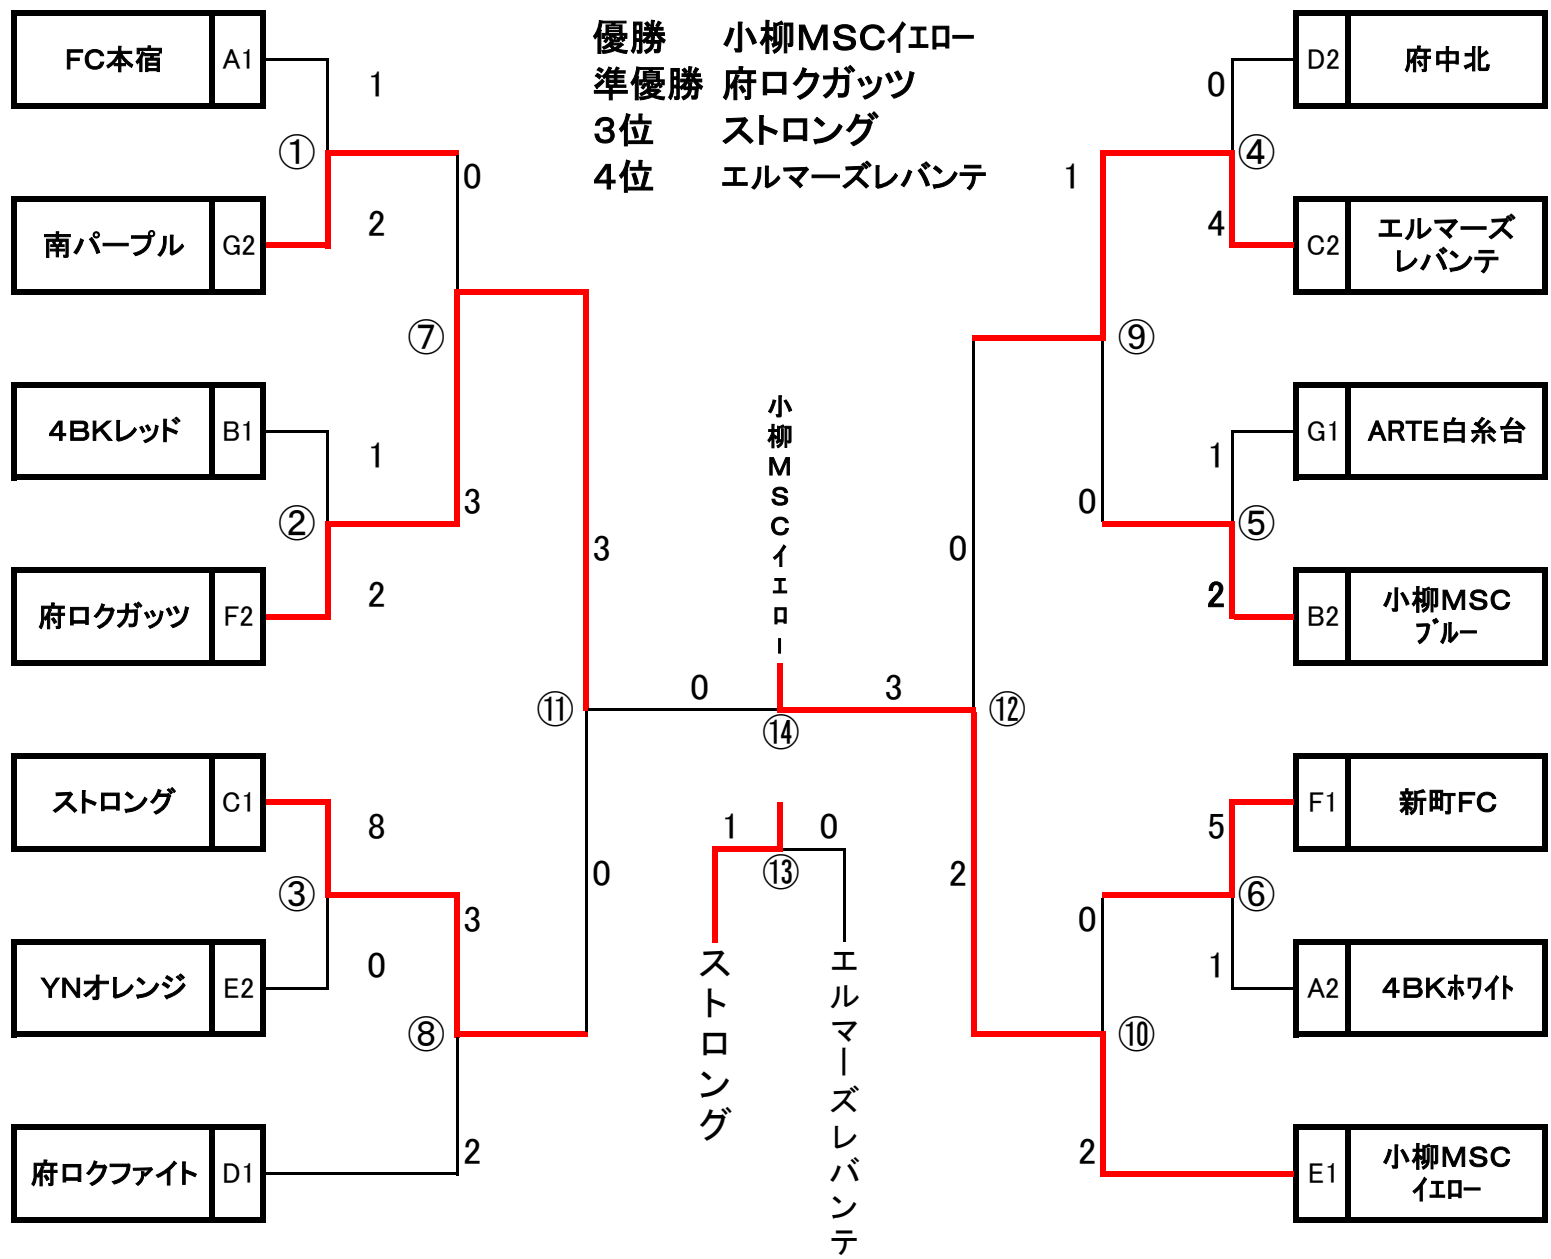 優勝 小柳MSCイエロー
準優勝 府ロクガッツ
3位 ストロング
4位 エルマーズレバンテ
FC本宿 A1
1
①
0
2
南パープル G2
⑦
4BKレッド B1
1
②
3
2
府ロクガッツ F2
3
⑪
0
ストロング C1
8
③
3
0
YNオレンジ E2
⑧
0
府ロクファイト D1
2
小柳MSCイエロー
⑭
1
0
⑬
ストロング
エルマーズレバンテ
D2 府中北
0
④
1
4
C2 エルマーズ
レバンテ
⑨
G1 ARTE白糸台
1
0
⑤
2
B2 小柳MSC
ブルー
0
3
⑫
F1 新町FC
5
⑥
2
0
1
A2 4BKホワイト
⑩
2
E1 小柳MSC
イエロー